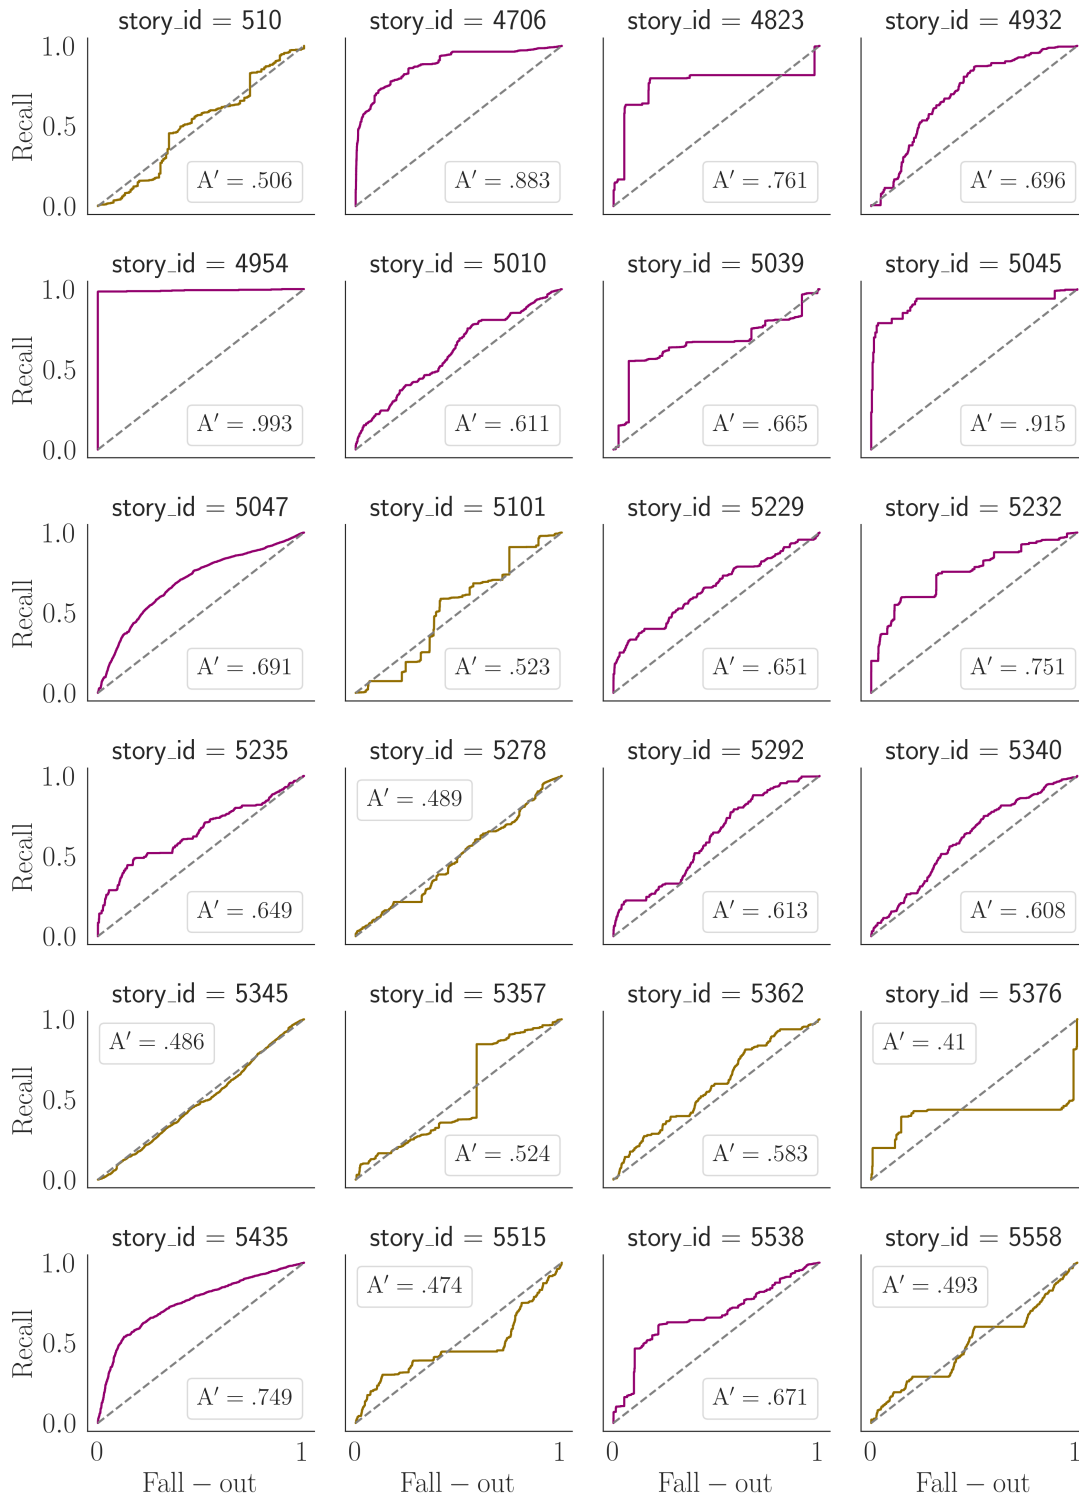 story_id = 510 story_id = 4706 story_id = 4823 story_id = 4932
1.0
Recall
0.5
0.0
A′ = .506 A′ = .883 A′ = .761 A′ = .696
story_id = 4954 story_id = 5010 story_id = 5039 story_id = 5045
1.0
Recall
0.5
0.0
A′ = .993 A′ = .611 A′ = .665 A′ = .915
story_id = 5047 story_id = 5101 story_id = 5229 story_id = 5232
1.0
Recall
0.5
0.0
A′ = .691 A′ = .523 A′ = .651 A′ = .751
story_id = 5235 story_id = 5278 story_id = 5292 story_id = 5340
1.0
Recall
0.5
0.0
A′ = .649 A′ = .489 A′ = .613 A′ = .608
story_id = 5345 story_id = 5357 story_id = 5362 story_id = 5376
1.0
Recall
0.5
0.0
A′ = .486 A′ = .524 A′ = .583 A′ = .41
story_id = 5435 story_id = 5515 story_id = 5538 story_id = 5558
1.0
Recall
0.5
0.0
A′ = .749 A′ = .474 A′ = .671 A′ = .493
0 1 0 1 0 1 0 1
Fall − out Fall − out Fall − out Fall − out